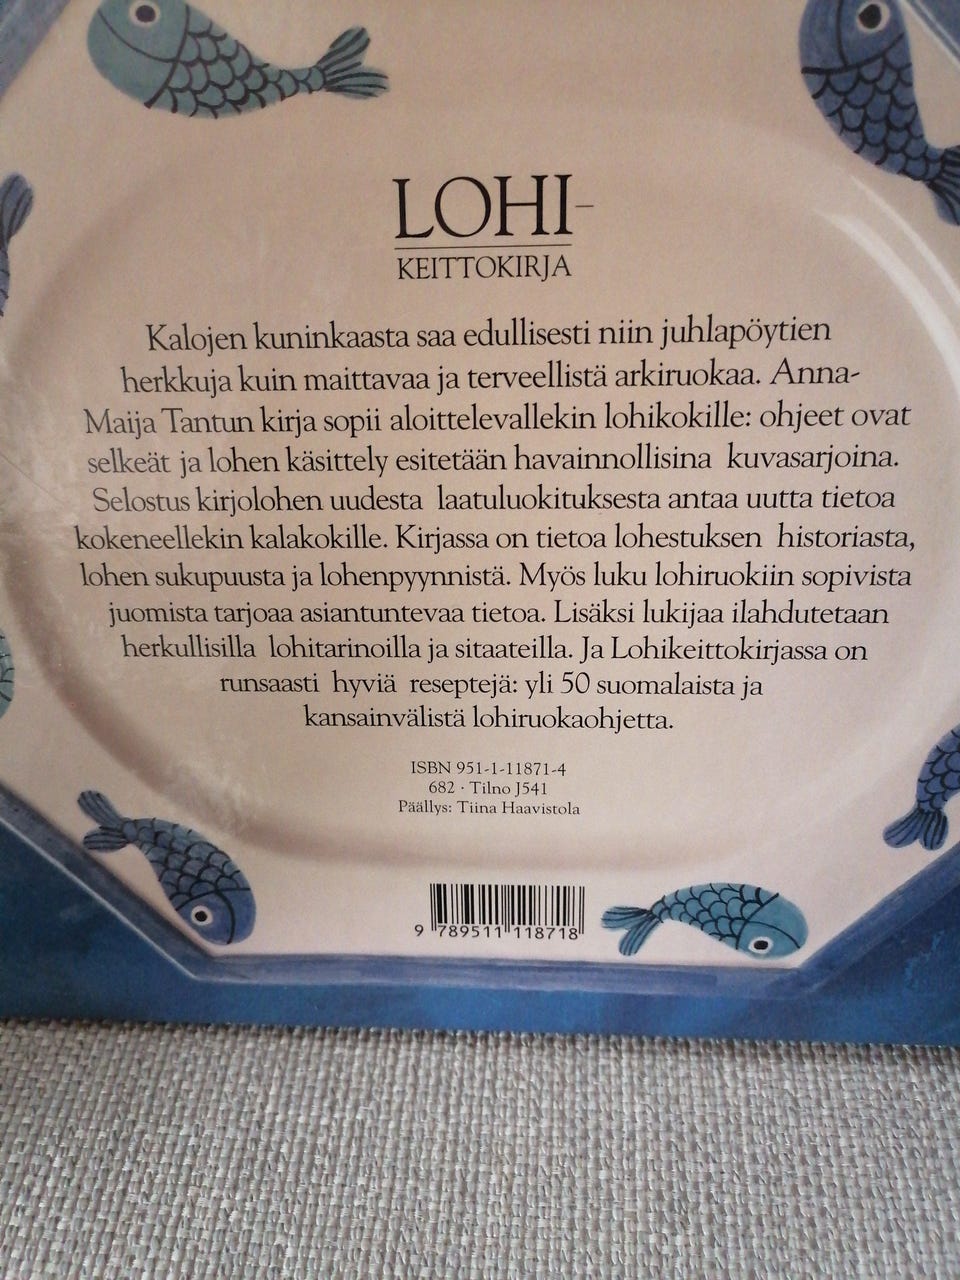 LOHI-
KEITTOKIRJA
Kalojen kuninkaasta saa edullisesti niin juhlapöytien
herkkuja kuin maittavaa ja terveellistä arkiruokaa. Anna-
Maija Tantun kirja sopii aloittelevallekin lohikokille: ohjeet ovat
selkeät ja lohen käsittely esitetään havainnollisina kuvasarjoina.
Selostus kirjolohen uudesta laatuluokituksesta antaa uutta tietoa
kokeneellekin kalakokille. Kirjassa on tietoa lohestuksen historiasta,
lohen sukupuusta ja lohenpyynnistä. Myös luku lohiruokiin sopivista
juomista tarjoaa asiantuntevaa tietoa. Lisäksi lukijaa ilahdutetaan
herkullisilla lohitarinoilla ja sitaateilla. Ja Lohikeittokirjassa on
runsaasti hyviä reseptejä: yli 50 suomalaista ja
kansainvälistä lohiruokaohjetta.
ISBN 951-1-11871-4
682 · Tilno J541
Päällys: Tiina Haavistola
9 789511 118718